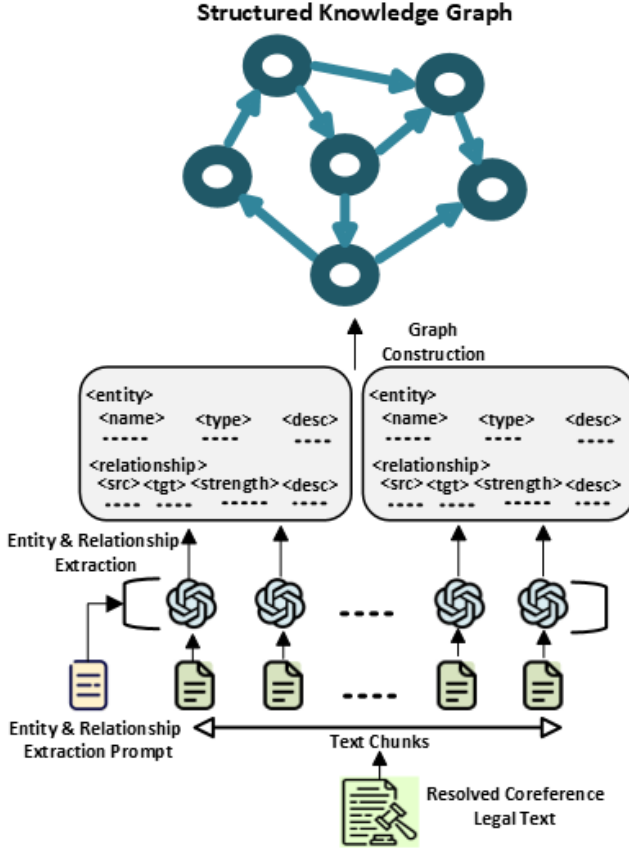 Structured Knowledge Graph
Graph
Construction
<entity>
<name> <type> <desc>
<relationship>
<src> <tgt> <strength> <desc>
<entity>
<name> <type> <desc>
<relationship>
<src> <tgt> <strength> <desc>
Entity & Relationship
Extraction
Entity & Relationship
Extraction Prompt
Text Chunks
Resolved Coreference
Legal Text